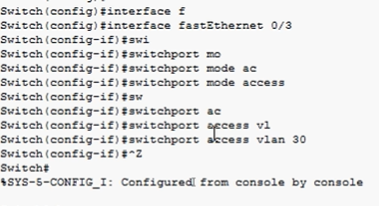 Switch(config)#interface f
Switch(config)#interface fastEthernet 0/3
Switch(config-if)#swi
Switch(config-if)#switchport mo
Switch(config-if)#switchport mode ac
Switch(config-if)#switchport mode access
Switch(config-if)#sw
Switch(config-if)#switchport ac
Switch(config-if)#switchport access vl
Switch(config-if)#switchport access vlan 30
Switch(config-if)#^Z
Switch#
%SYS-5-CONFIG_I: Configured from console by console